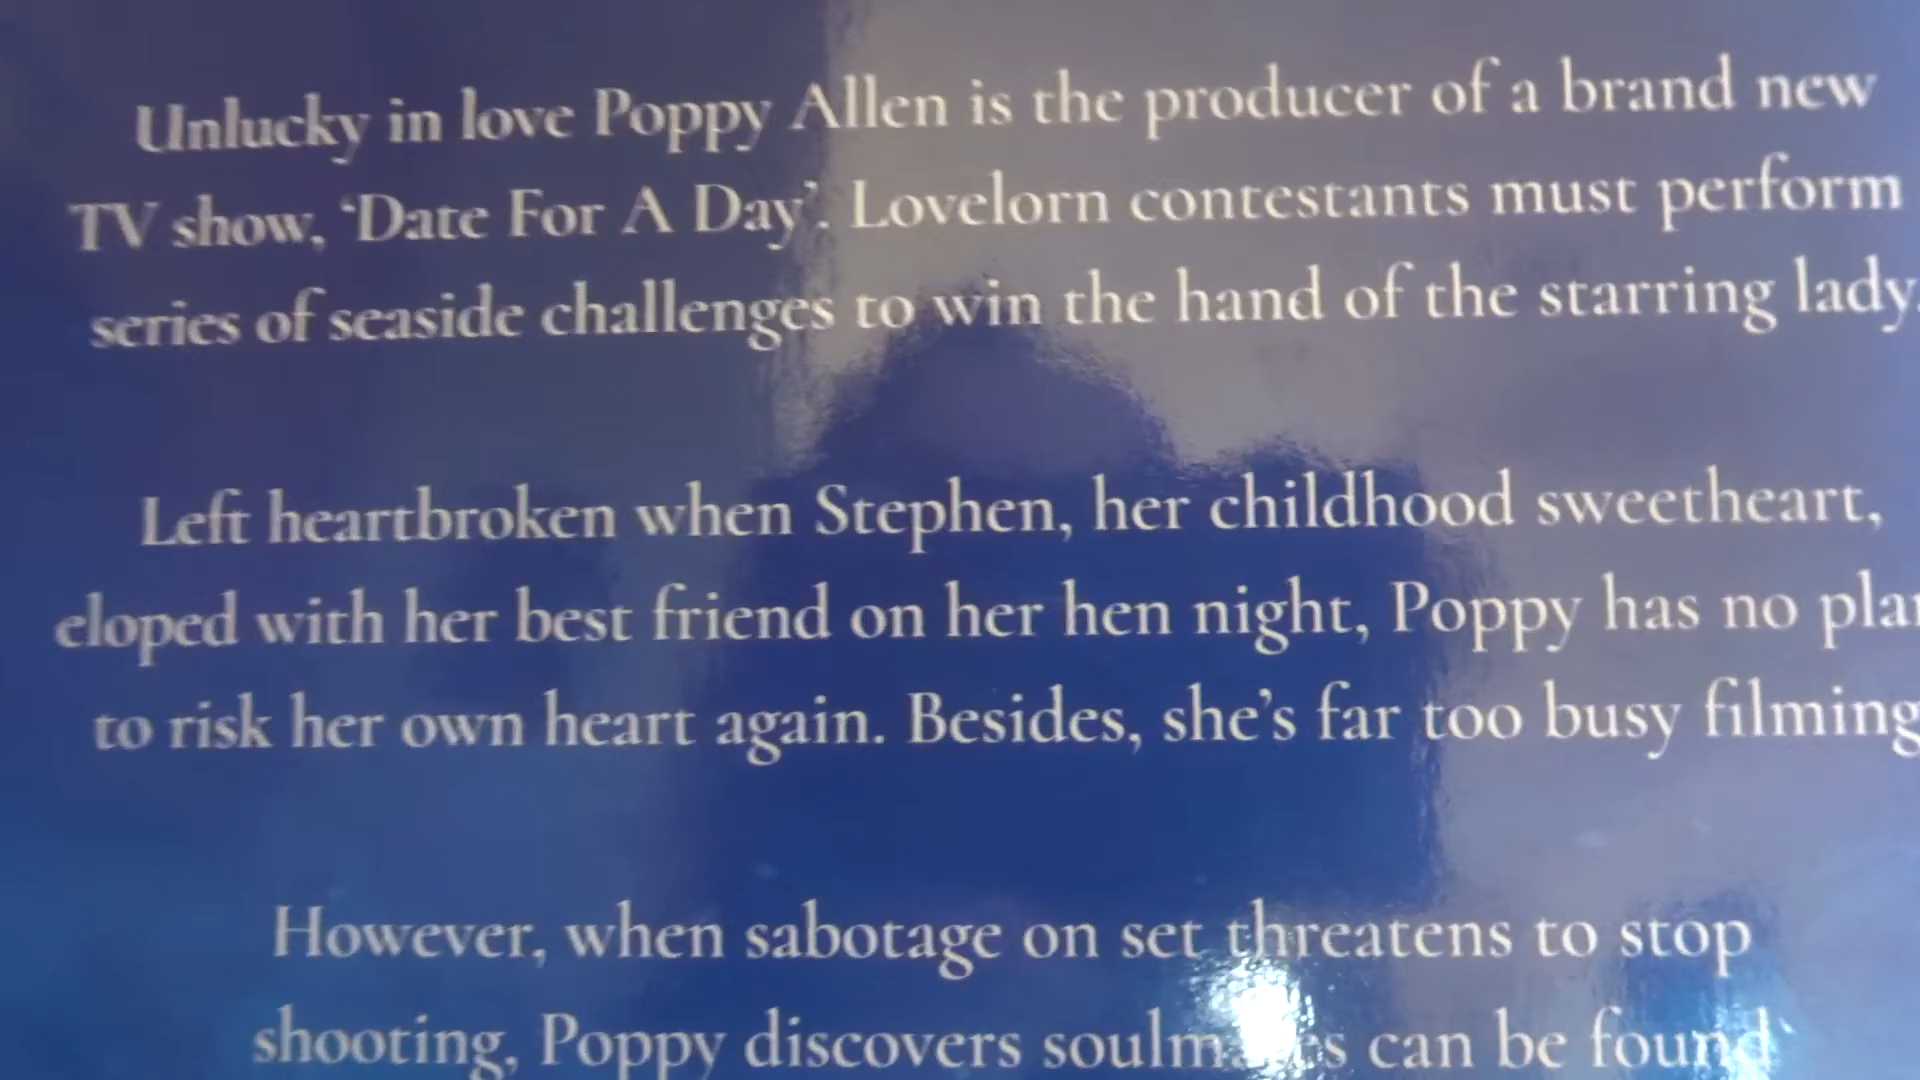 Unlucky in love Poppy Allen is the producer of a brand new
TV show, ‘Date For A Day’. Lovelorn contestants must perform
series of seaside challenges to win the hand of the starring lady.
Left heartbroken when Stephen, her childhood sweetheart,
eloped with her best friend on her hen night, Poppy has no
to risk her own heart again. Besides, she’s far too busy filming
However, when sabotage on set threatens to stop
shooting, Poppy discovers can be found